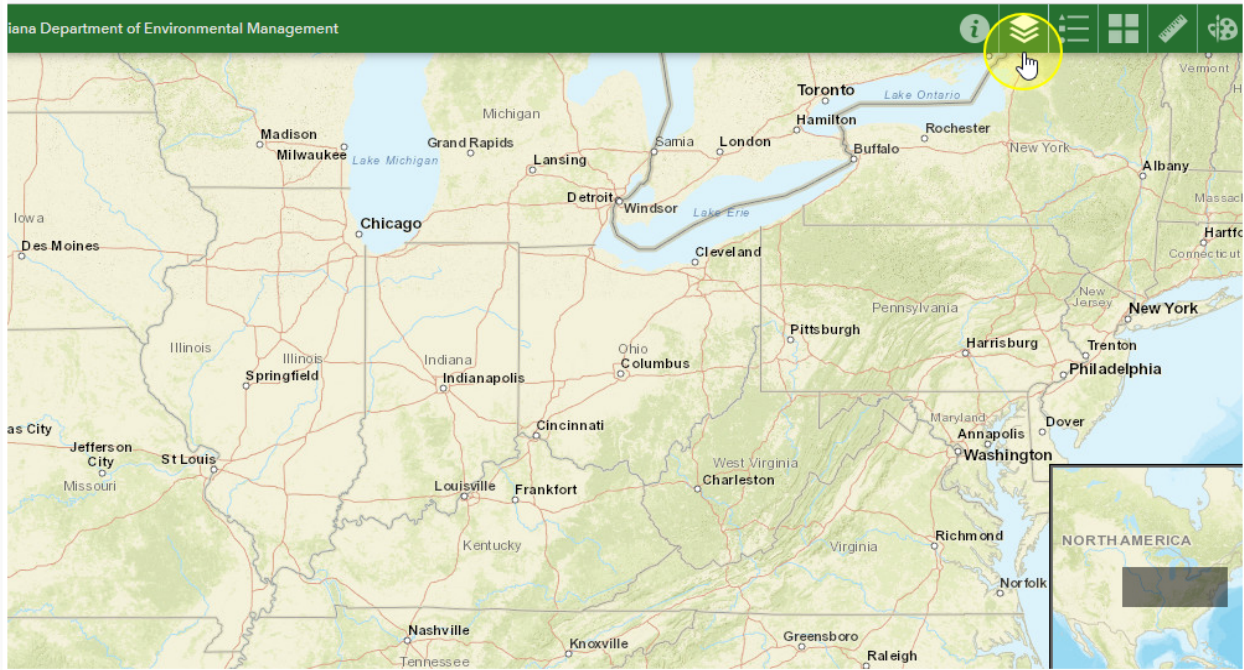 iana Department of Environmental Management
Vermont
Toronto
Lake Ontario
Michigan
Hamilton
Rochester
Madison
Grand Rapids
Sarnia
London
New York
Milwaukee
Lake Michigan
Lansing
Buffalo
Albany
Detroit
Windsor
Lake Erie
Massach
Iowa
Chicago
Hartfo
Des Moines
Cleveland
Connecticut
New
Jersey
New York
Pennsylvania
Pittsburgh
Illinois
Illinois
Indiana
Ohio
Harrisburg
Trenton
Springfield
Indianapolis
Columbus
Philadelphia
Maryland
Dover
as City
Cincinnati
Annapolis
Jefferson
City
St Louis
West Virginia
Washington
Missouri
Louisville
Frankfort
Charleston
Kentucky
Virginia
Richmond
NORTH AMERICA
Norfolk
Nashville
Knoxville
Greensboro
Raleigh
Tennessee